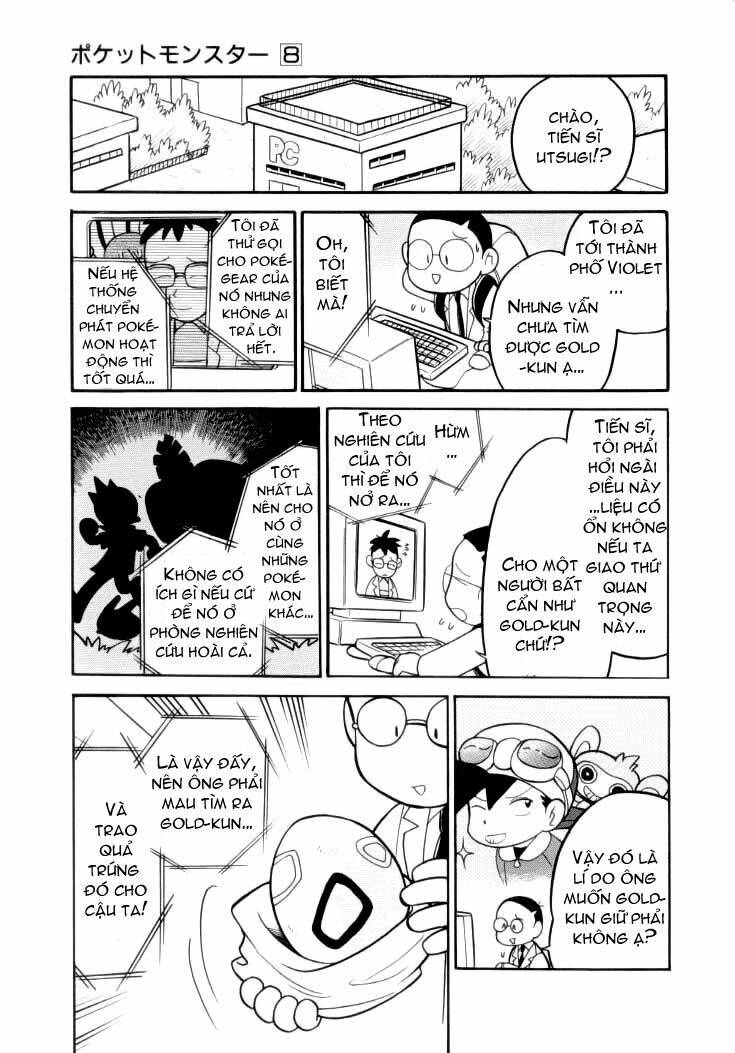 ポケットモンスター 8
PC
CHÀO,
TIẾN SĨ
UTSUGI!?
TÔI ĐÃ
TỚI THÀNH
PHỐ VIOLET
...
NHƯNG VẪN
CHƯA TÌM
ĐƯỢC GOLD
-KUN Ạ...
OH,
TÔI
BIẾT
MÀ!
TÔI ĐÃ
THỬ GỌI
CHO POKÉ-
GEAR CỦA
NÓ NHƯNG
KHÔNG AI
TRẢ LỜI
HẾT.
NẾU HỆ
THỐNG
CHUYỂN
PHÁT POKÉ-
MON HOẠT
ĐỘNG THÌ
TỐT QUÁ...
TIẾN SĨ,
TÔI PHẢI
HỎI NGÀI
ĐIỀU NÀY
...LIỆU CÓ
ỔN KHÔNG
NẾU TA
GIAO THỨ
QUAN
TRỌNG
NÀY...
CHO MỘT
NGƯỜI BẤT
CẨN NHƯ
GOLD-KUN
CHỨ!?
HỪM
...
THEO
NGHIÊN CỨU
CỦA TÔI
THÌ ĐỂ NÓ
NỞ RA...
TỐT
NHẤT LÀ
NÊN CHO
NÓ Ở
CÙNG
NHỮNG
POKÉ-
MON
KHÁC...
KHÔNG CÓ
ÍCH GÌ NẾU CỨ
ĐỂ NÓ Ở
PHÒNG NGHIÊN
CỨU HOÀI CẢ.
VẬY ĐÓ LÀ
LÍ DO ÔNG
MUỐN GOLD-
KUN GIỮ PHẢI
KHÔNG Ạ?
LÀ VẬY ĐẤY,
NÊN ÔNG PHẢI
MAU TÌM RA
GOLD-KUN...
VÀ
TRAO
QUẢ
TRỨNG
ĐÓ CHO
CẬU TA!